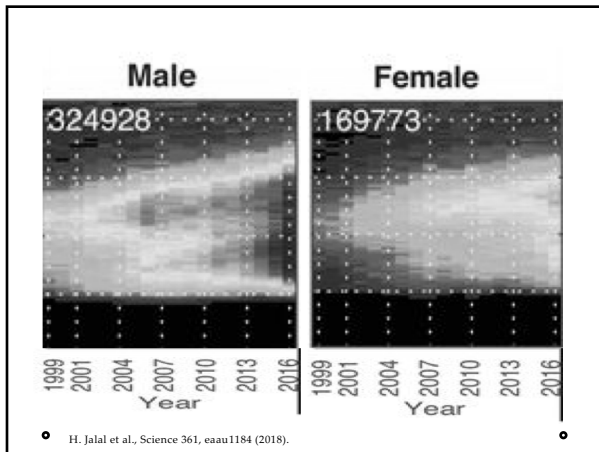 Male
324928
1999 2001 2004 2007 2010 2013 2016
Year
Female
169773
1999 2001 2004 2007 2010 2013 2016
Year
H. Jalal et al., Science 361, eaau1184 (2018).